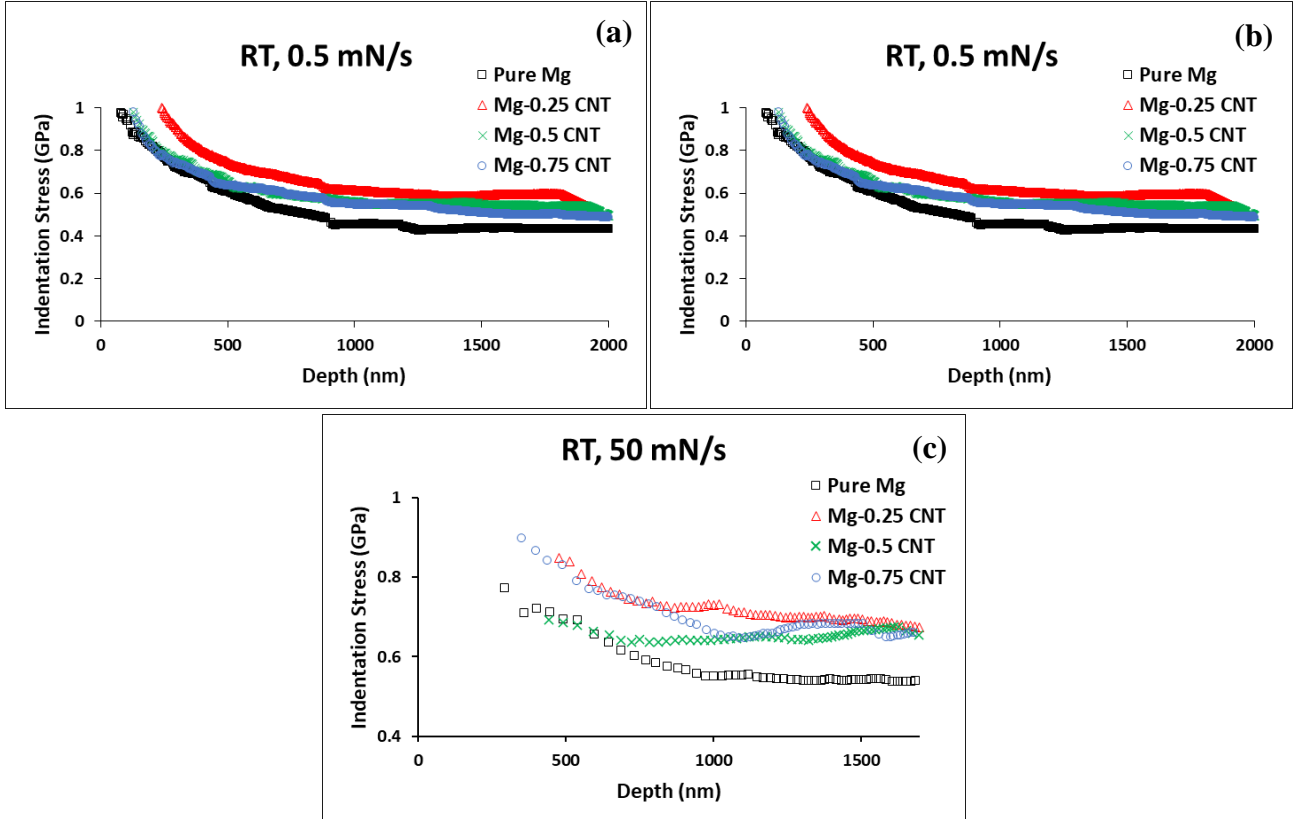 (a)
RT, 0.5 mN/s
Pure Mg
Mg-0.25 CNT
Mg-0.5 CNT
Mg-0.75 CNT
Indentation Stress (GPa)
1
0.8
0.6
0.4
0.2
0
0 500 1000 1500 2000
Depth (nm)
(b)
RT, 0.5 mN/s
Pure Mg
Mg-0.25 CNT
Mg-0.5 CNT
Mg-0.75 CNT
Indentation Stress (GPa)
1
0.8
0.6
0.4
0.2
0
0 500 1000 1500 2000
Depth (nm)
(c)
RT, 50 mN/s
Pure Mg
Mg-0.25 CNT
Mg-0.5 CNT
Mg-0.75 CNT
Indentation Stress (GPa)
1
0.8
0.6
0.4
0 500 1000 1500
Depth (nm)